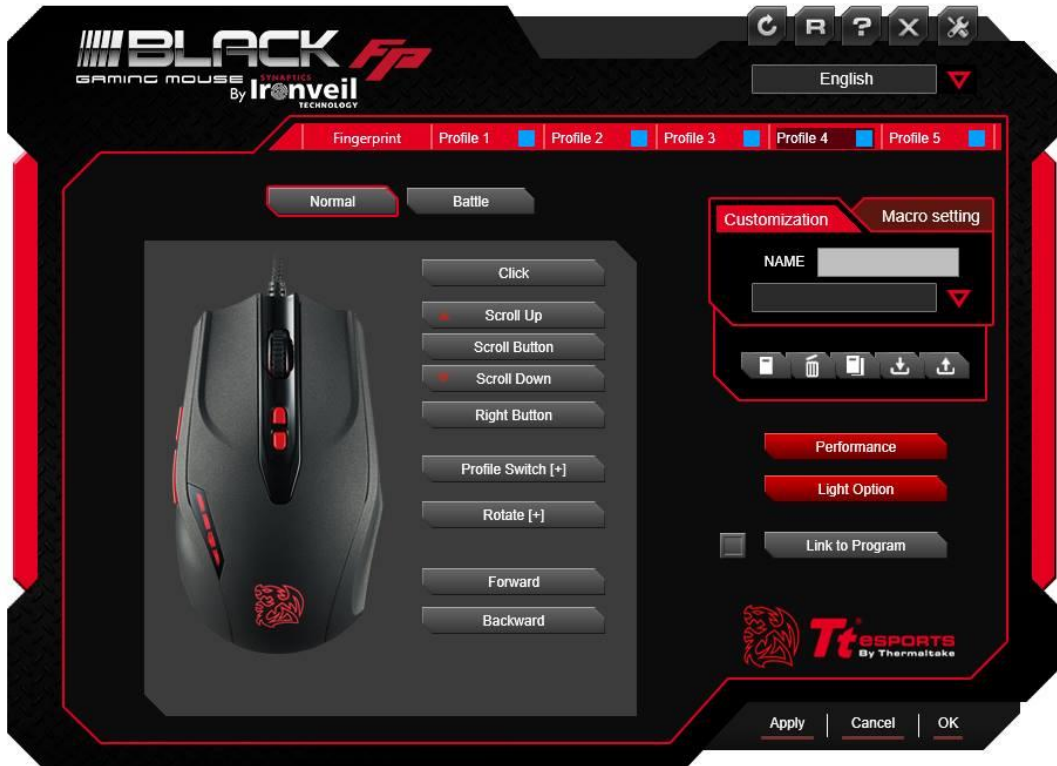 BLACK FP
GAMING MOUSE
SYNAPTICS
By Ironveil
TECHNOLOGY
R ? X
English
Fingerprint Profile 1 Profile 2 Profile 3 Profile 4 Profile 5
Normal Battle
Customization Macro setting
NAME
Click
Scroll Up
Scroll Button
Scroll Down
Right Button
Profile Switch [+]
Rotate [+]
Forward
Backward
Performance
Light Option
Link to Program
Tt eSPORTS
By Thermaltake
Apply Cancel OK